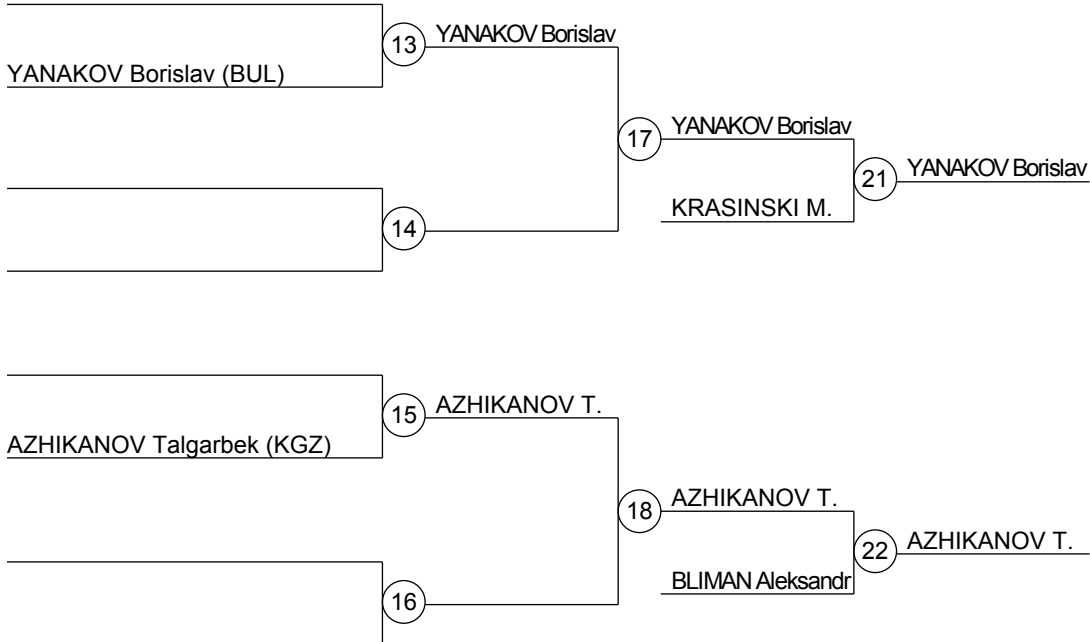 13 YANAKOV Borislav
YANAKOV Borislav (BUL)
17 YANAKOV Borislav
21 YANAKOV Borislav
KRASINSKI M.
14
15 AZHIKANOV T.
AZHIKANOV Talgarbek (KGZ)
18 AZHIKANOV T.
22 AZHIKANOV T.
BLIMAN Aleksandr
16